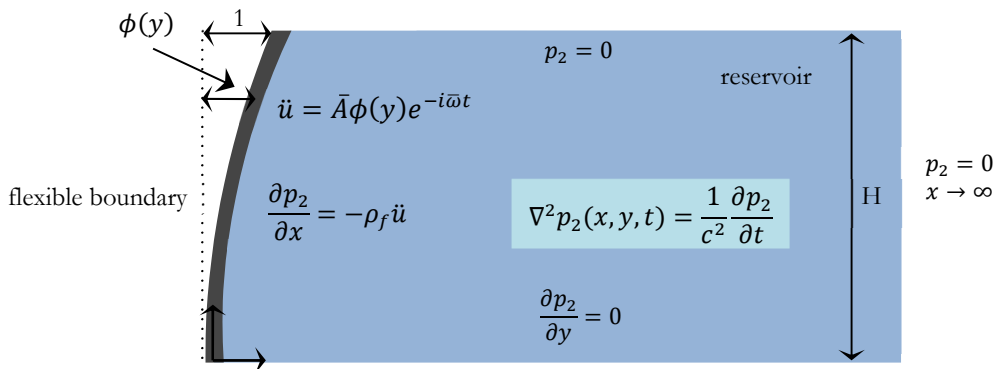 ϕ(y)
1
p₂ = 0
reservoir
ü = Āϕ(y)e^{-iω̄t}
p₂ = 0
x → ∞
flexible boundary
∂p₂/∂x = −ρ_f ü
∇²p₂(x, y, t) = 1/c² ∂p₂/∂t
H
∂p₂/∂y = 0